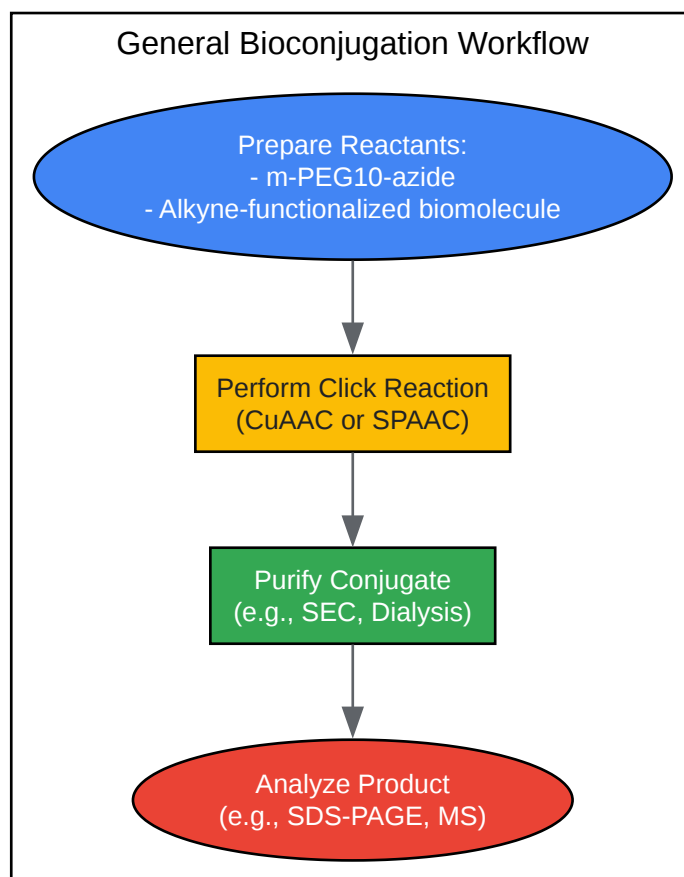 General Bioconjugation Workflow
Prepare Reactants:
- m-PEG10-azide
- Alkyne-functionalized biomolecule
Perform Click Reaction
(CuAAC or SPAAC)
Purify Conjugate
(e.g., SEC, Dialysis)
Analyze Product
(e.g., SDS-PAGE, MS)